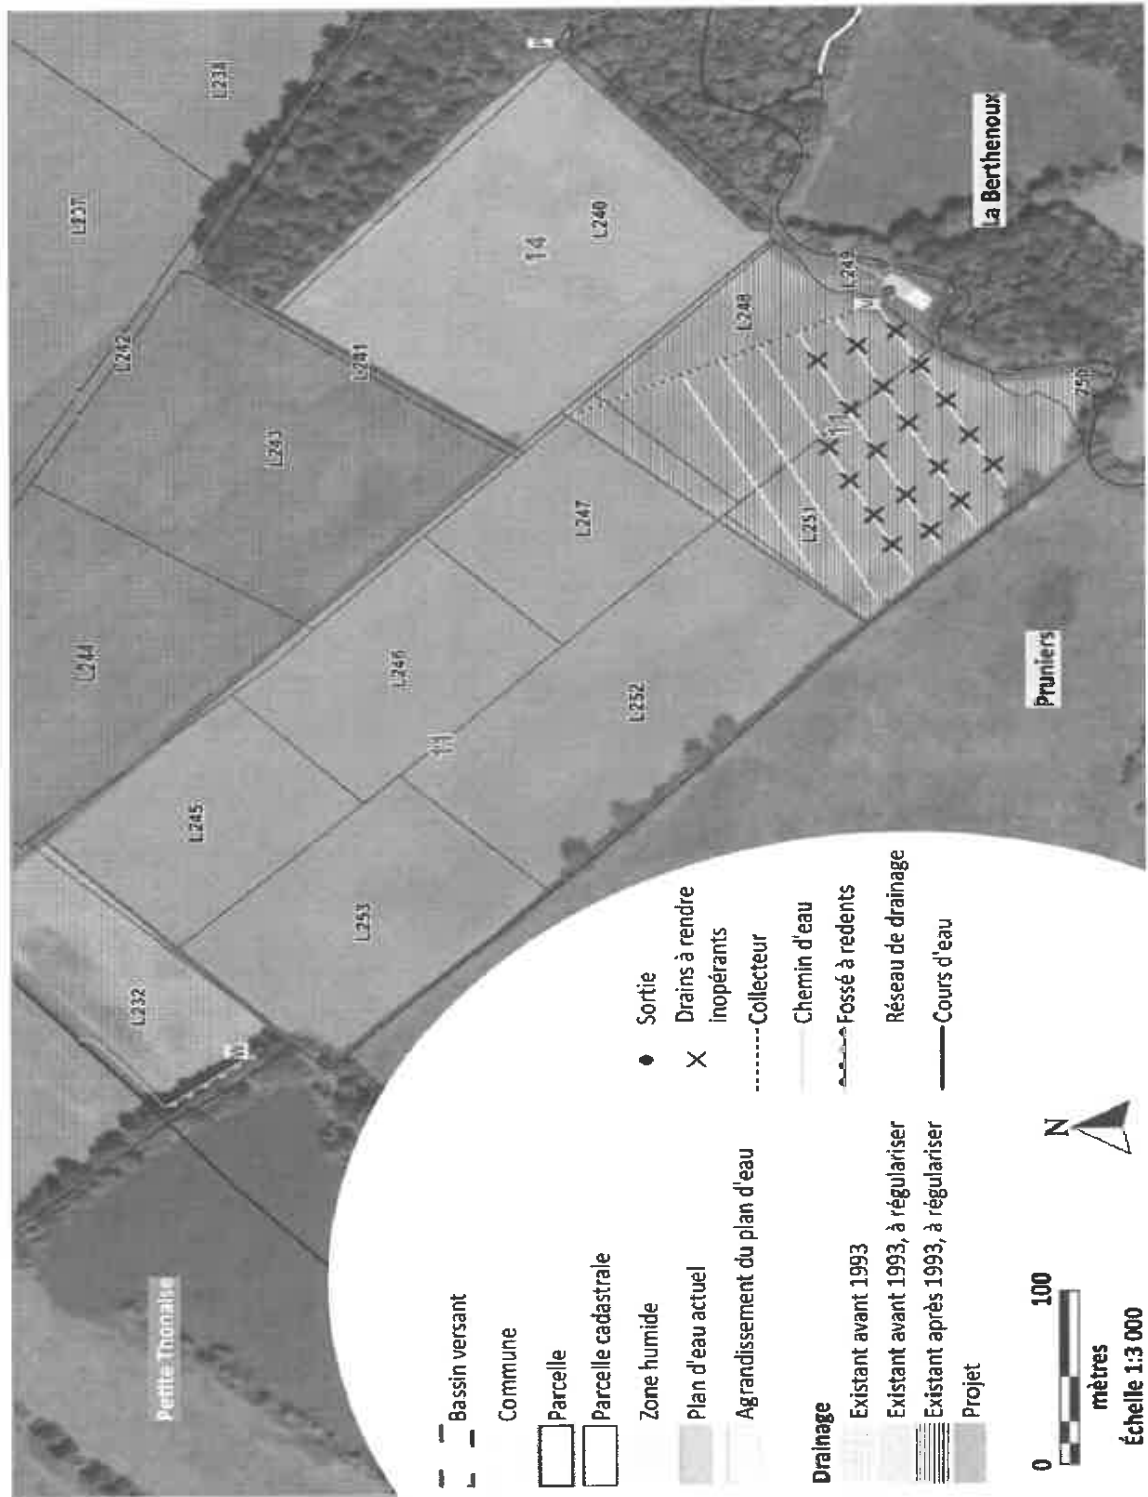 L238
L237
L242
L241
L243
L244
14
L240
La Berthenoux
L249
L248
250
11
L251
L247
L246
L252
Pruniers
11
L245
L253
L232
Petite Thonaise
Bassin versant
Commune
Parcelle
Parcelle cadastrale
Zone humide
Plan d'eau actuel
Agrandissement du plan d'eau
Drainage
Existant avant 1993
Existant avant 1993, à régulariser
Existant après 1993, à régulariser
Projet
Sortie
Drains à rendre
inopérants
Collecteur
Chemin d'eau
Fossé à redents
Réseau de drainage
Cours d'eau
N
0 100
mètres
Échelle 1:3 000